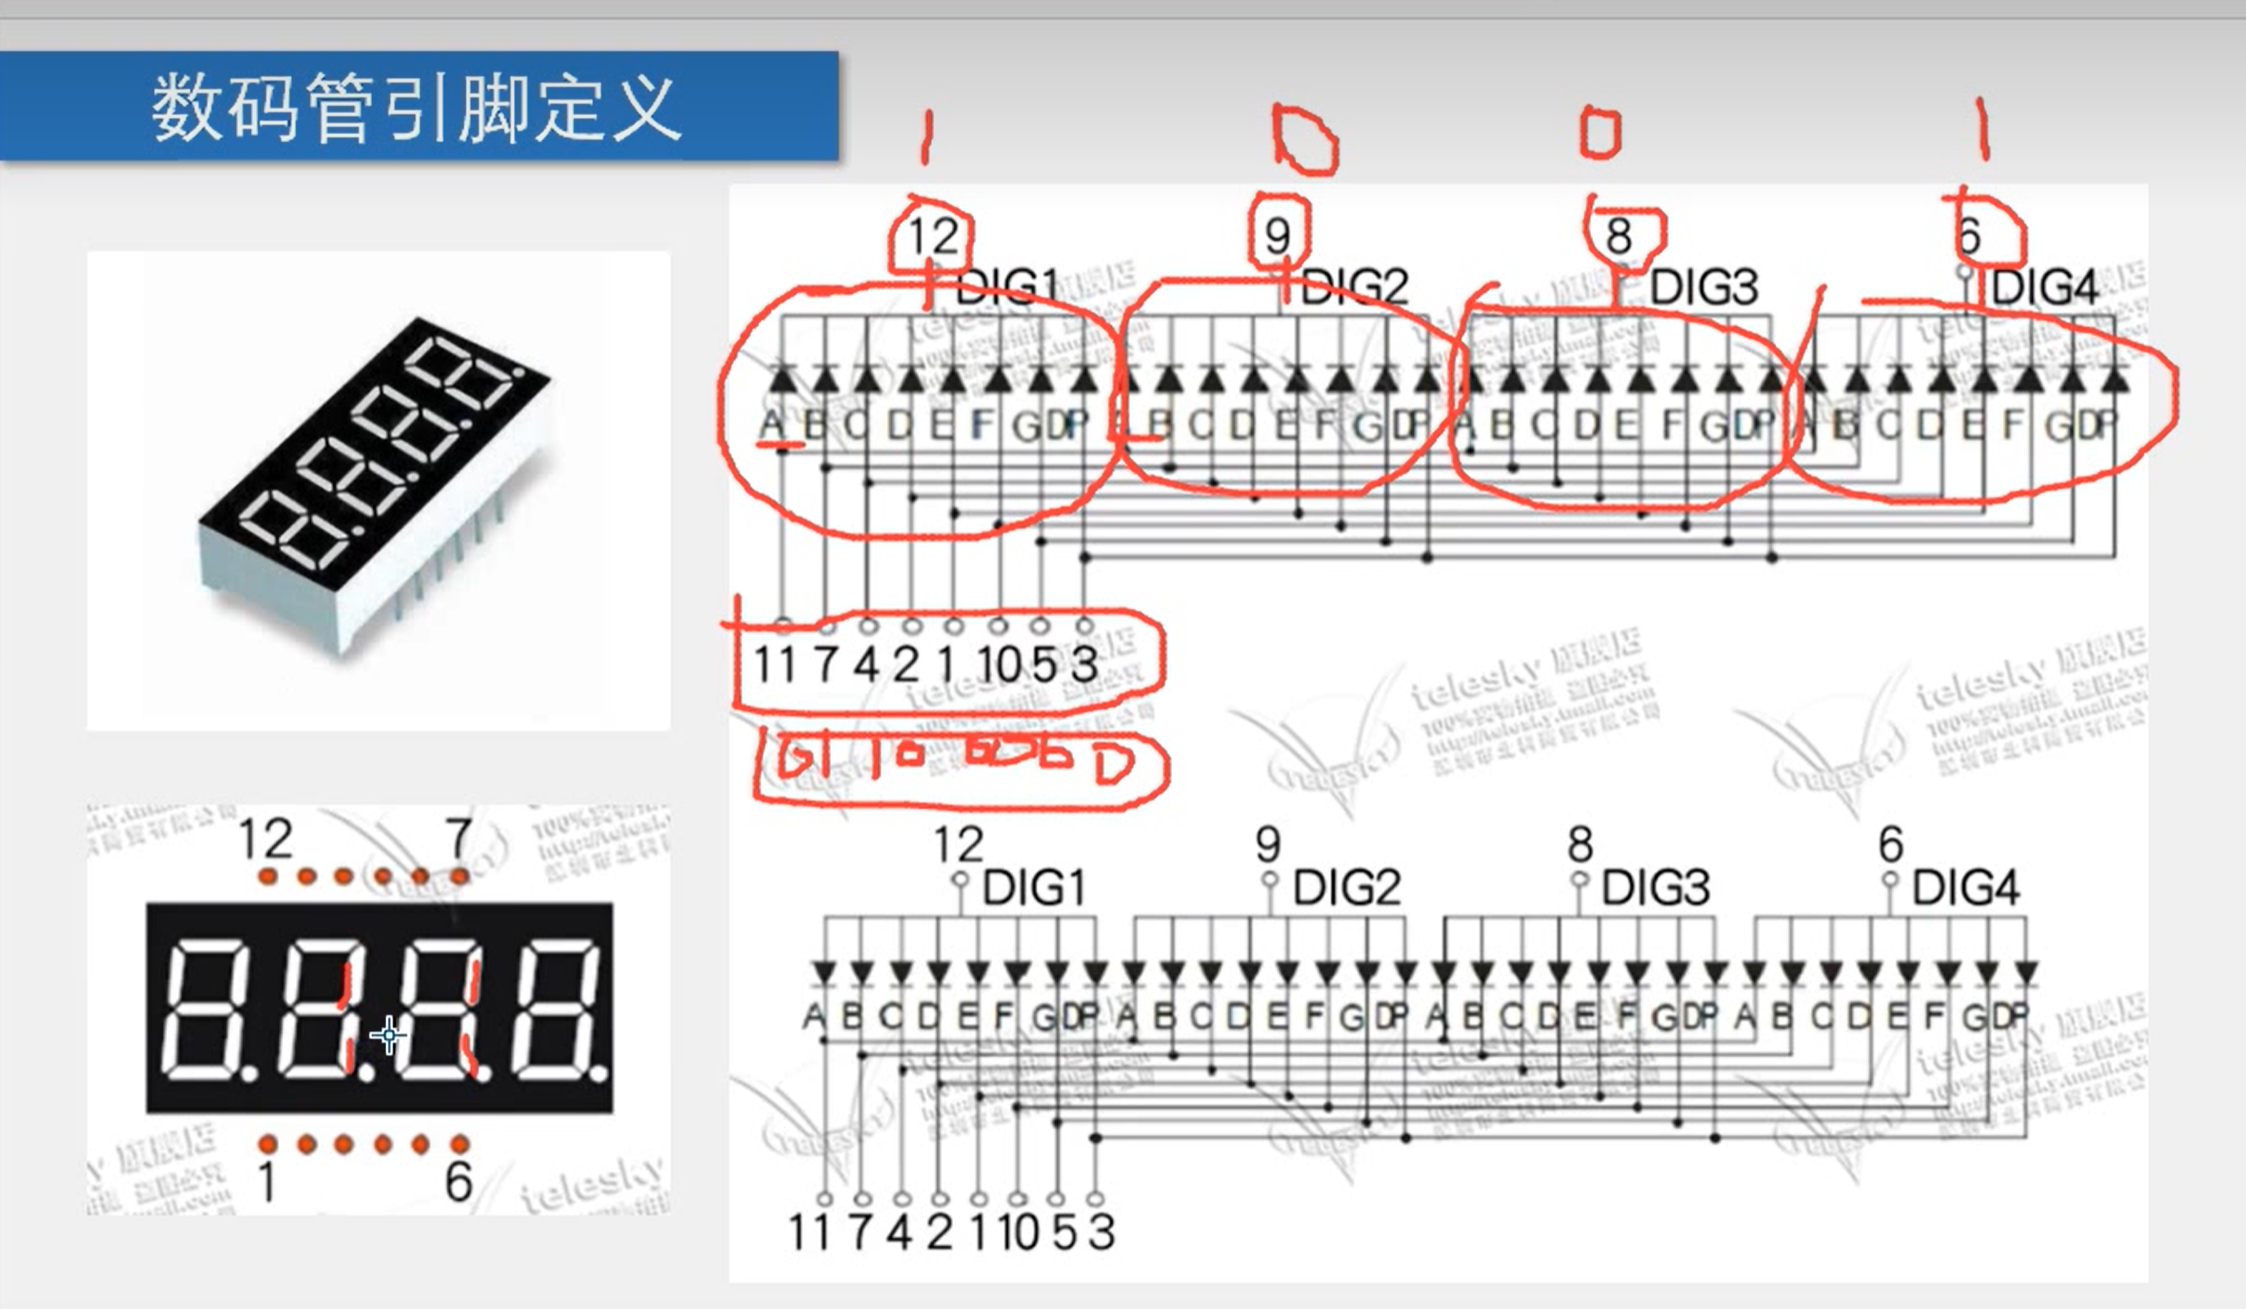 数码管引脚定义
1 0 0 1
12 9 8 6
DIG1 DIG2 DIG3 DIG4
A B C D E F G DP A B C D E F G DP A B C D E F G DP A B C D E F G DP
11 7 4 2 1 10 5 3
0 1 1 0 0 0 0 0
12 9 8 6
DIG1 DIG2 DIG3 DIG4
A B C D E F G DP A B C D E F G DP A B C D E F G DP A B C D E F G DP
11 7 4 2 1 10 5 3
12 7
1 6
telesky 旗舰店
TELESKY